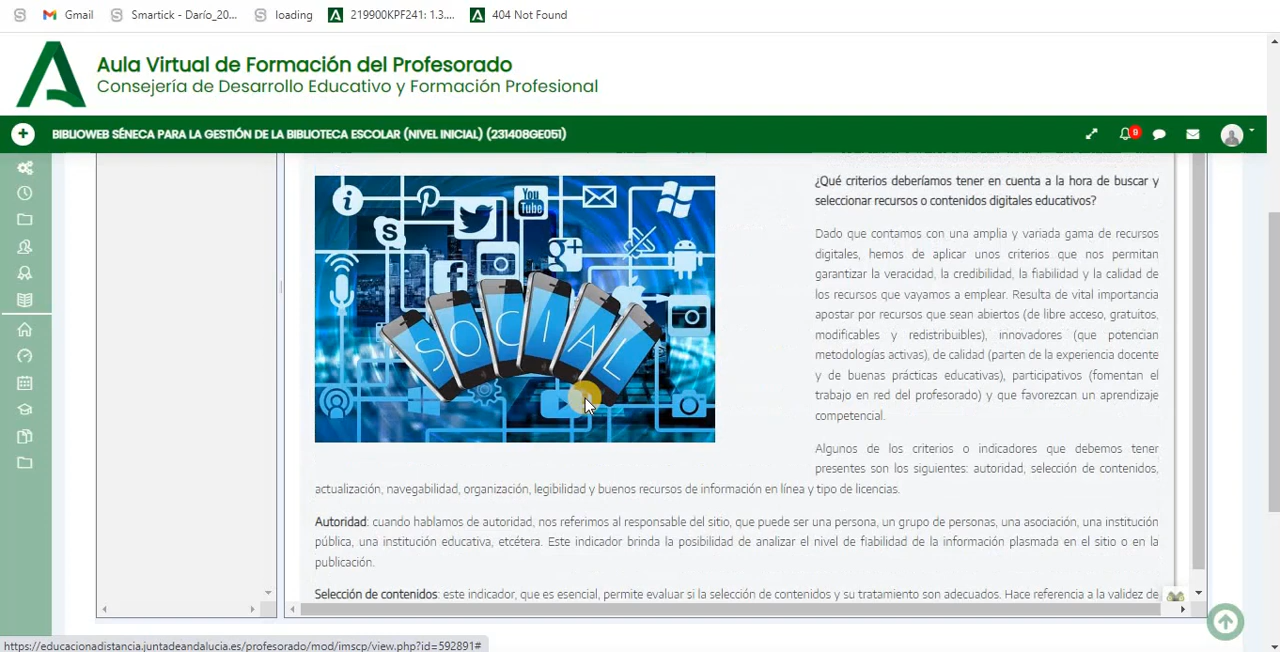 Gmail
Smartick - Darío_20...
loading
219900KPF241: 1.3....
404 Not Found
Aula Virtual de Formación del Profesorado
Consejería de Desarrollo Educativo y Formación Profesional
BIBLIOWEB SÉNECA PARA LA GESTIÓN DE LA BIBLIOTECA ESCOLAR (NIVEL INICIAL) (231408GE051)
9
You
Tube
SOCIAL
¿Qué criterios deberíamos tener en cuenta a la hora de buscar y
seleccionar recursos o contenidos digitales educativos?
Dado que contamos con una amplia y variada gama de recursos
digitales, hemos de aplicar unos criterios que nos permitan
garantizar la veracidad, la credibilidad, la fiabilidad y la calidad de
los recursos que vayamos a emplear. Resulta de vital importancia
apostar por recursos que sean abiertos (de libre acceso, gratuitos,
modificables y redistribuibles), innovadores (que potencian
metodologías activas), de calidad (parten de la experiencia docente
y de buenas prácticas educativas), participativos (fomentan el
trabajo en red del profesorado) y que favorezcan un aprendizaje
competencial.
Algunos de los criterios o indicadores que debemos tener
presentes son los siguientes: autoridad, selección de contenidos,
actualización, navegabilidad, organización, legibilidad y buenos recursos de información en línea y tipo de licencias.
Autoridad: cuando hablamos de autoridad, nos referimos al responsable del sitio, que puede ser una persona, un grupo de personas, una asociación, una institución
pública, una institución educativa, etcétera. Este indicador brinda la posibilidad de analizar el nivel de fiabilidad de la información plasmada en el sitio o en la
publicación.
Selección de contenidos: este indicador, que es esencial, permite evaluar si la selección de contenidos y su tratamiento son adecuados. Hace referencia a la validez de
https://educacionadistancia.juntadeandalucia.es/profesorado/mod/imscp/view.php?id=592891#